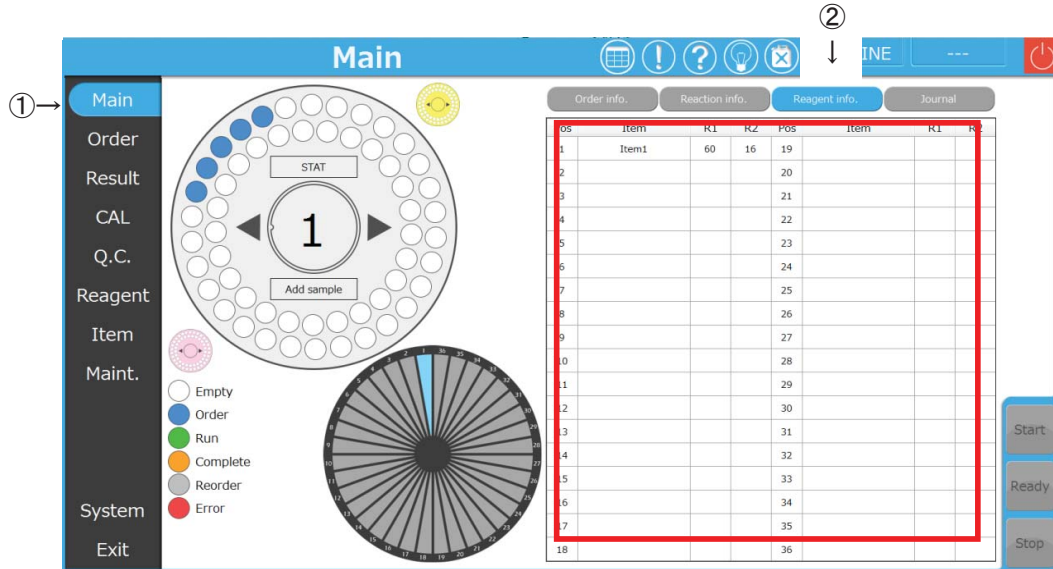 ②
Main
↓
INE
---
①→
Main
Order
Result
CAL
Q.C.
Reagent
Item
Maint.
System
Exit
STAT
1
Add sample
Empty
Order
Run
Complete
Reorder
Error
Order info. Reaction info. Reagent info. Journal
Pos Item R1 R2 Pos Item R1 R2
1 Item1 60 16 19
2 20
3 21
4 22
5 23
6 24
7 25
8 26
9 27
10 28
11 29
12 30
13 31
14 32
15 33
16 34
17 35
18 36
Start
Ready
Stop